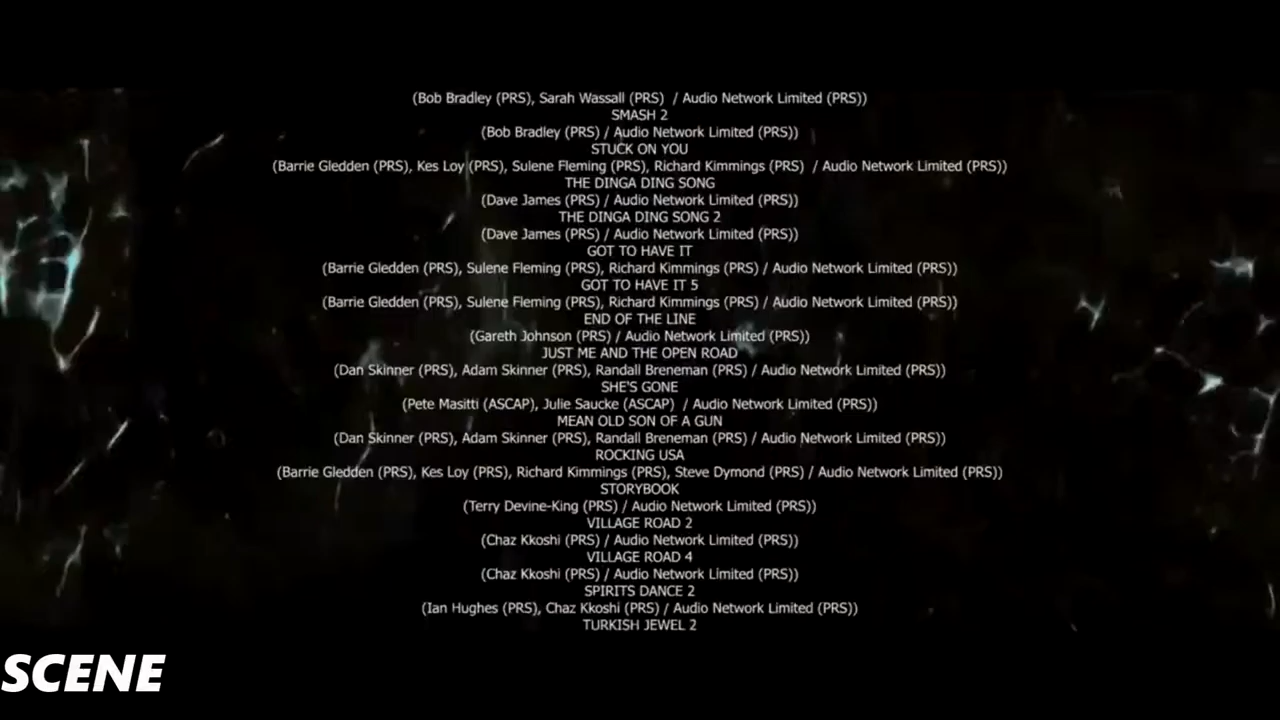 (Bob Bradley (PRS), Sarah Wassall (PRS)  / Audio Network Limited (PRS))
SMASH 2
(Bob Bradley (PRS) / Audio Network Limited (PRS))
STUCK ON YOU
(Barrie Gledden (PRS), Kes Loy (PRS), Sulene Fleming (PRS), Richard Kimmings (PRS)  / Audio Network Limited (PRS))
THE DINGA DING SONG
(Dave James (PRS) / Audio Network Limited (PRS))
THE DINGA DING SONG 2
(Dave James (PRS) / Audio Network Limited (PRS))
GOT TO HAVE IT
(Barrie Gledden (PRS), Sulene Fleming (PRS), Richard Kimmings (PRS) / Audio Network Limited (PRS))
GOT TO HAVE IT 5
(Barrie Gledden (PRS), Sulene Fleming (PRS), Richard Kimmings (PRS) / Audio Network Limited (PRS))
END OF THE LINE
(Gareth Johnson (PRS) / Audio Network Limited (PRS))
JUST ME AND THE OPEN ROAD
(Dan Skinner (PRS), Adam Skinner (PRS), Randall Breneman (PRS) / Audio Network Limited (PRS))
SHE'S GONE
(Pete Masitti (ASCAP), Julie Saucke (ASCAP)  / Audio Network Limited (PRS))
MEAN OLD SON OF A GUN
(Dan Skinner (PRS), Adam Skinner (PRS), Randall Breneman (PRS) / Audio Network Limited (PRS))
ROCKING USA
(Barrie Gledden (PRS), Kes Loy (PRS), Richard Kimmings (PRS), Steve Dymond (PRS) / Audio Network Limited (PRS))
STORYBOOK
(Terry Devine-King (PRS) / Audio Network Limited (PRS))
VILLAGE ROAD 2
(Chaz Kkoshi (PRS) / Audio Network Limited (PRS))
VILLAGE ROAD 4
(Chaz Kkoshi (PRS) / Audio Network Limited (PRS))
SPIRITS DANCE 2
(Ian Hughes (PRS), Chaz Kkoshi (PRS) / Audio Network Limited (PRS))
TURKISH JEWEL 2
SCENE